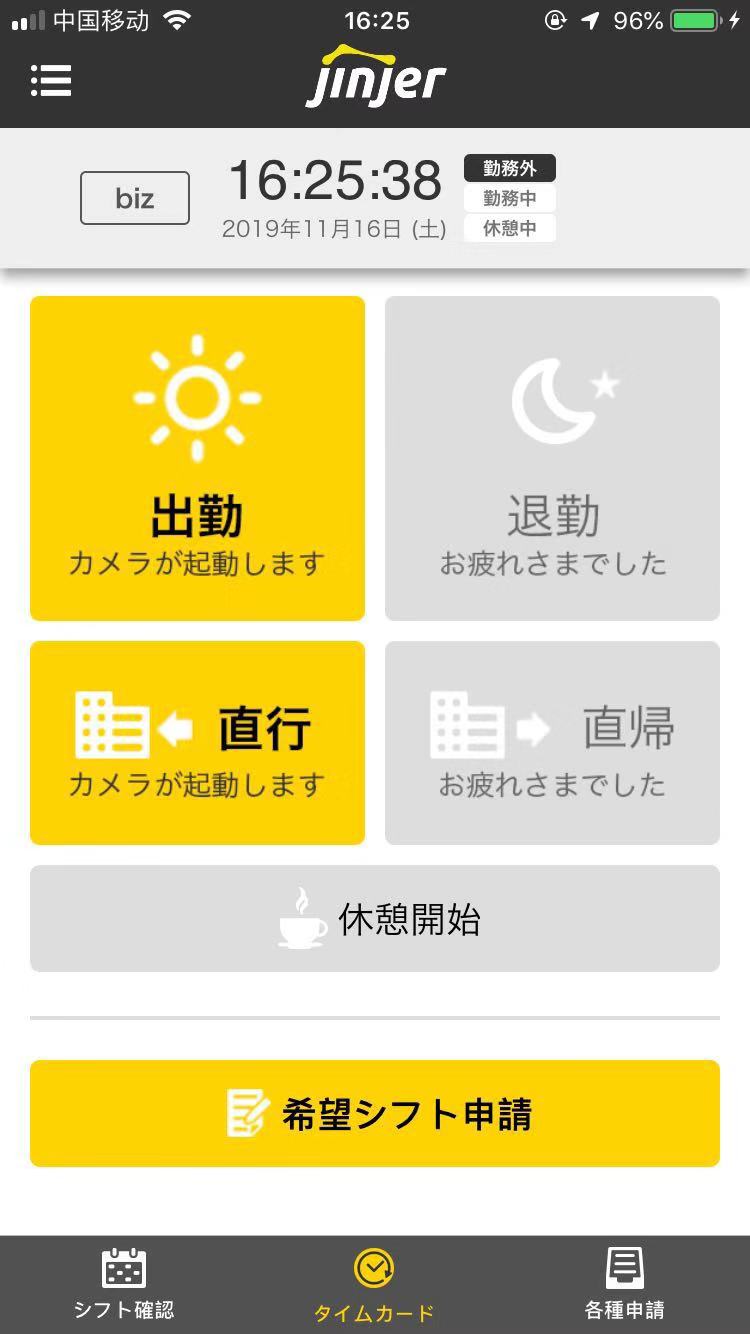 中国移动 16:25 96%
jinjer
biz
16:25:38
2019年11月16日 (土)
勤務外
勤務中
休憩中
出勤
カメラが起動します
退勤
お疲れさまでした
直行
カメラが起動します
直帰
お疲れさまでした
休憩開始
希望シフト申請
シフト確認
タイムカード
各種申請